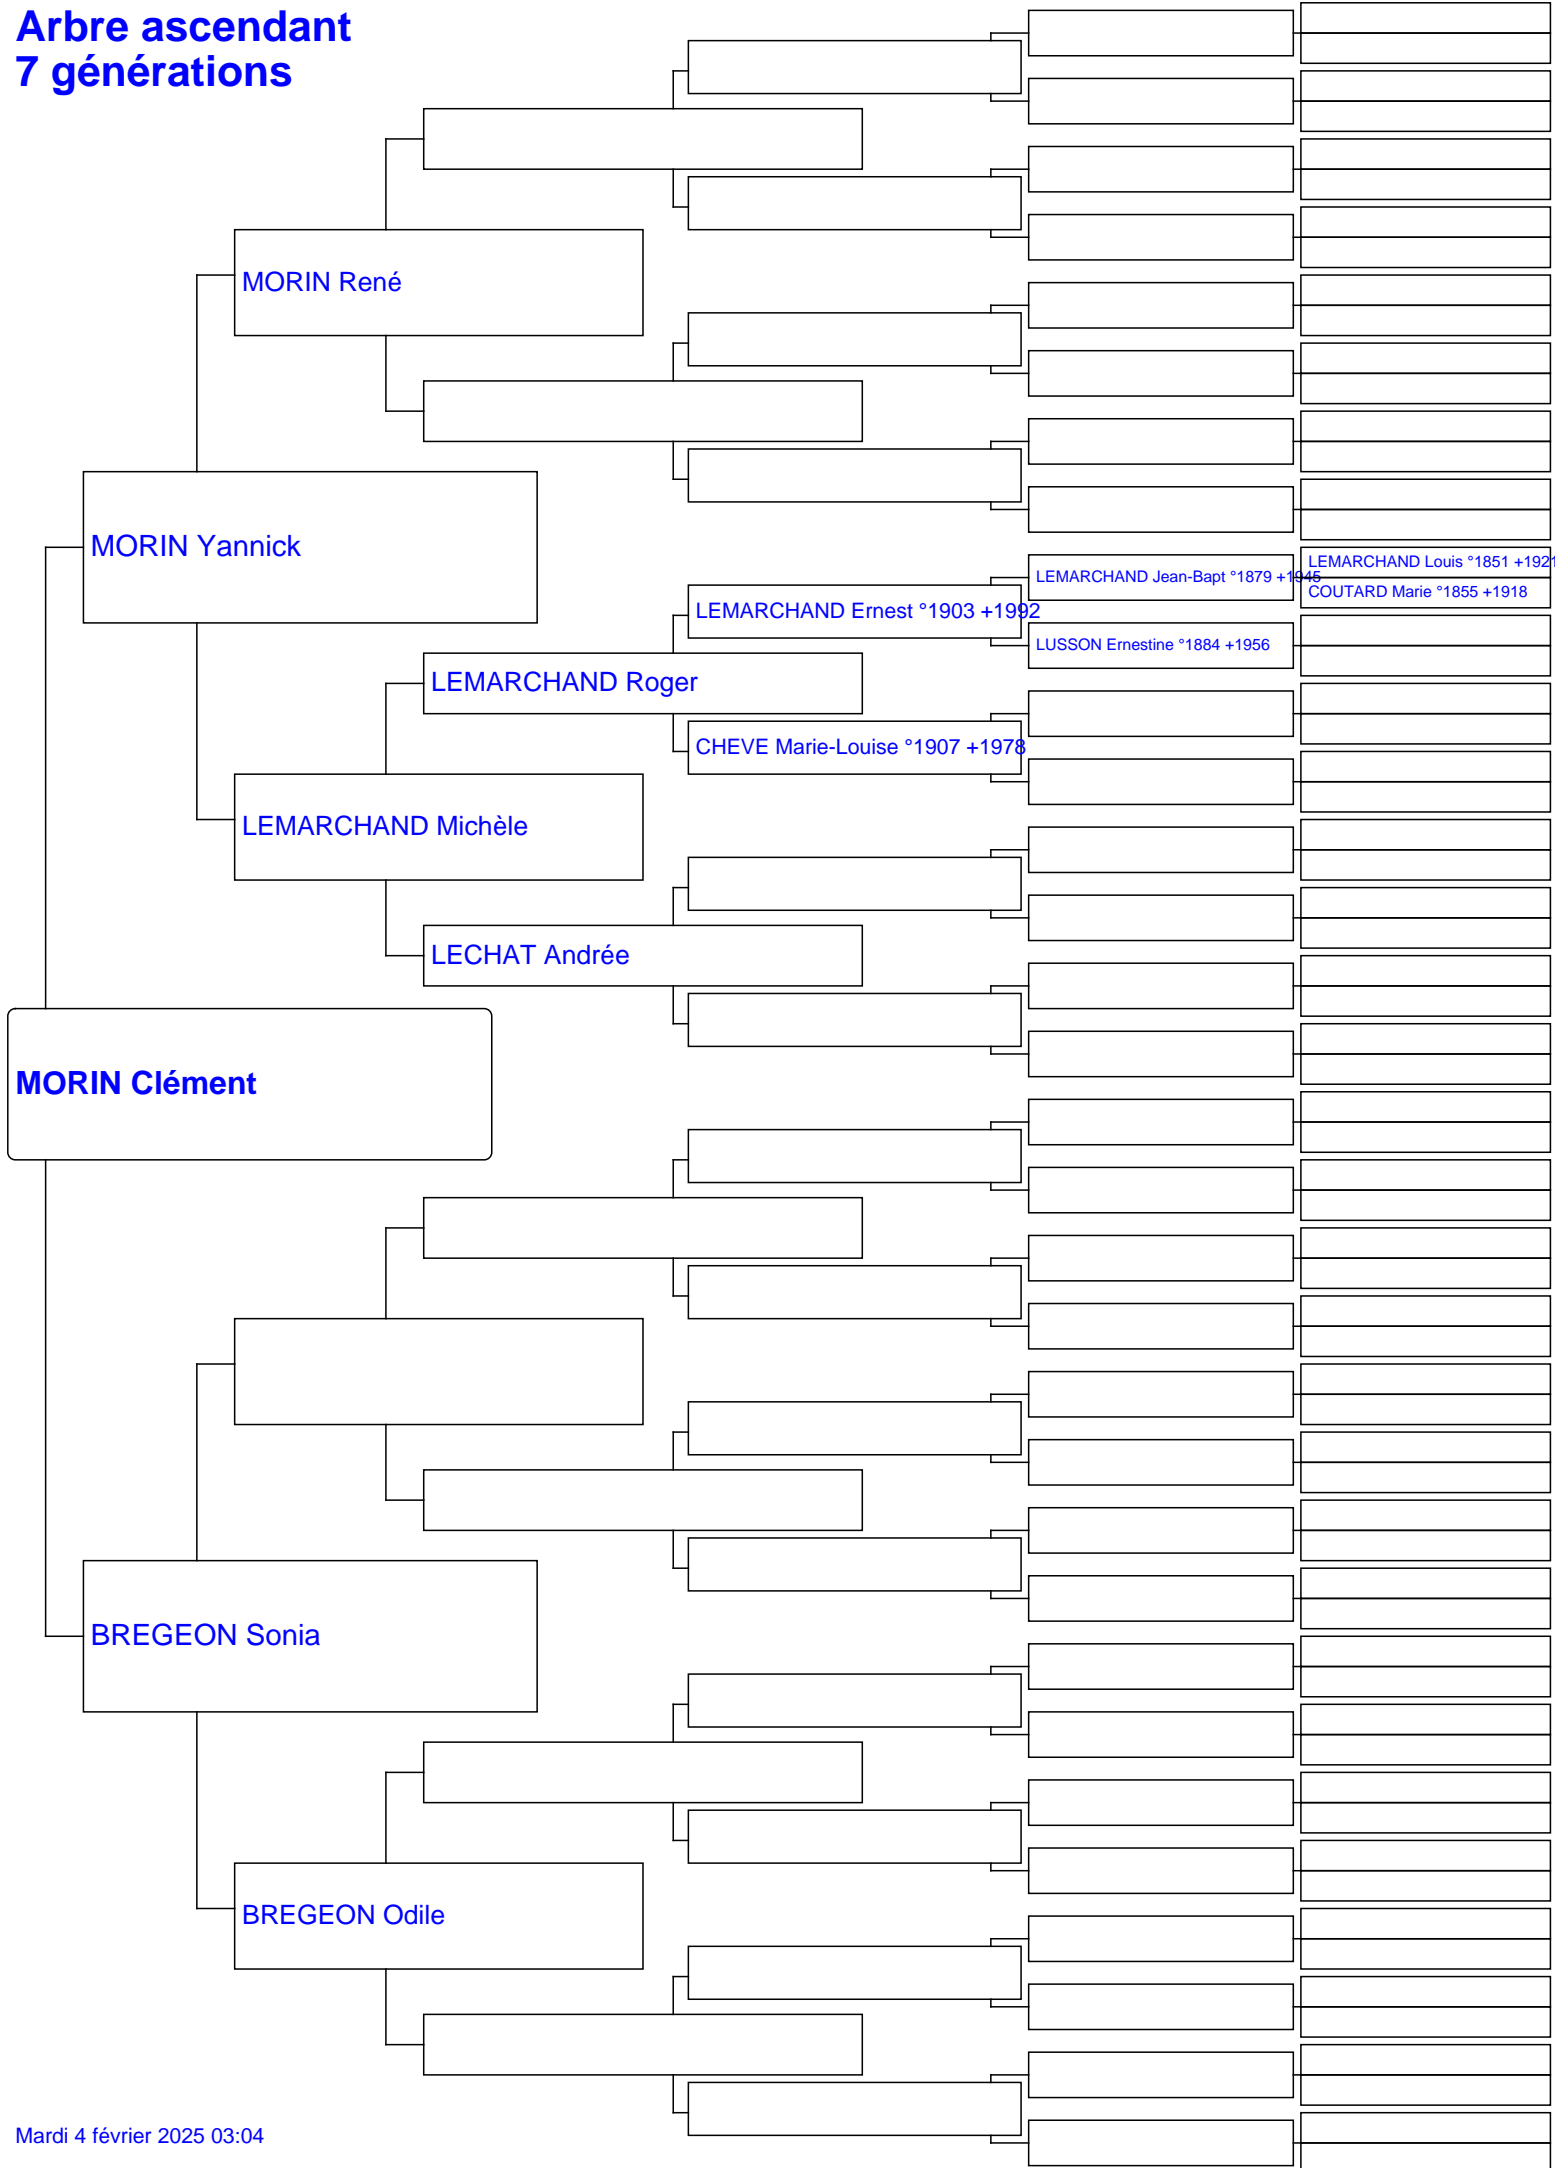 Arbre ascendant
7 générations
MORIN René
MORIN Yannick
LEMARCHAND Louis °1851 +1921
LEMARCHAND Jean-Bapt °1879 +1945
COUTARD Marie °1855 +1918
LEMARCHAND Ernest °1903 +1992
LUSSON Ernestine °1884 +1956
LEMARCHAND Roger
CHEVE Marie-Louise °1907 +1978
LEMARCHAND Michèle
LECHAT Andrée
MORIN Clément
BREGEON Sonia
BREGEON Odile
Mardi 4 février 2025 03:04